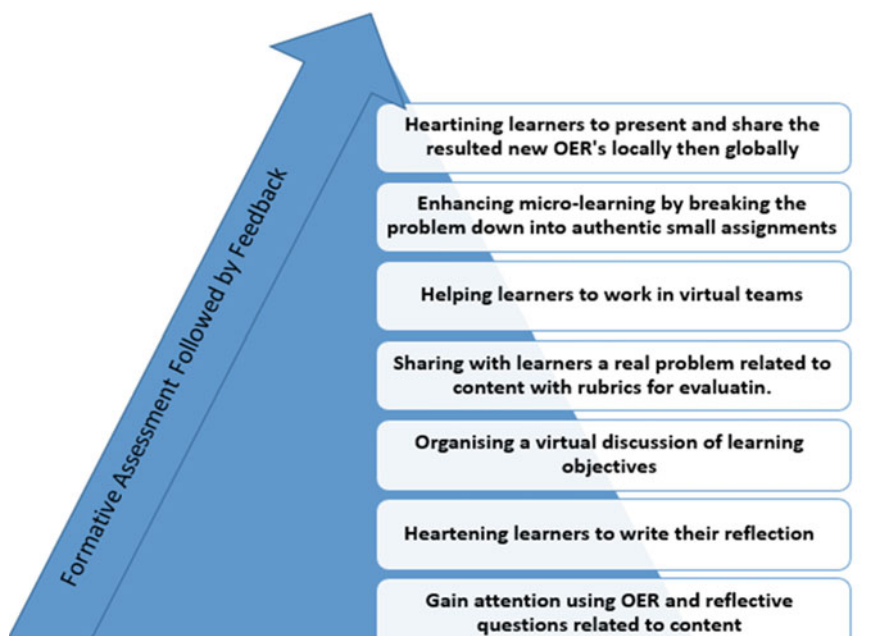 Heartining learners to present and share the
resulted new OER's locally then globally
Enhancing micro-learning by breaking the
problem down into authentic small assignments
Helping learners to work in virtual teams
Sharing with learners a real problem related to
content with rubrics for evaluatin.
Organising a virtual discussion of learning
objectives
Heartening learners to write their reflection
Gain attention using OER and reflective
questions related to content
Formative Assessment Followed by Feedback